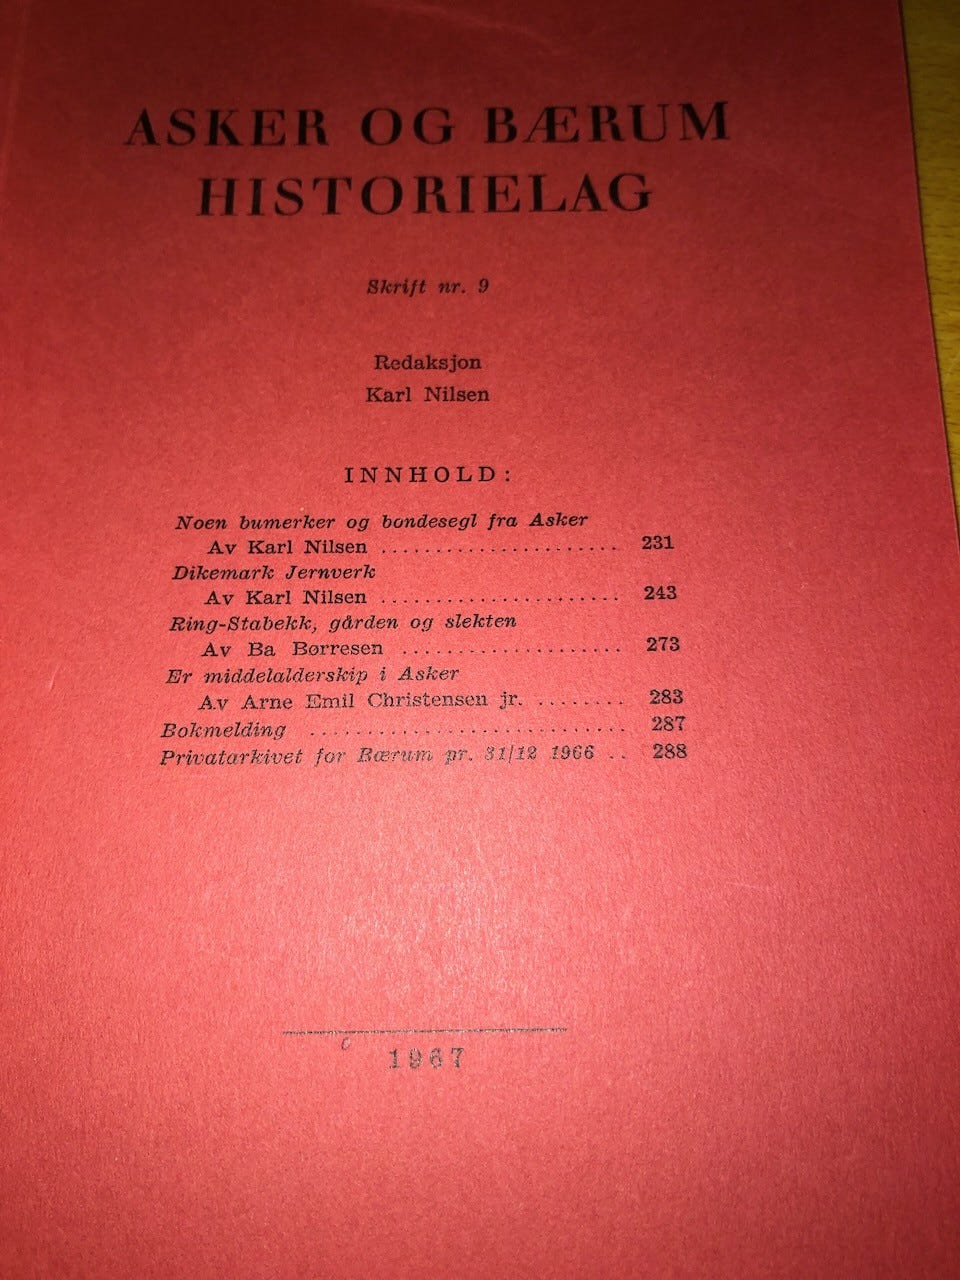 ASKER OG BÆRUM
HISTORIELAG
Skrift nr. 9
Redaksjon
Karl Nilsen
INNHOLD:
Noen bumerker og bondesegl fra Asker
Av Karl Nilsen ...................... 231
Dikemark Jernverk
Av Karl Nilsen ...................... 243
Ring-Stabekk, gården og slekten
Av Ba Børresen .................... 273
Er middelalderskip i Asker
Av Arne Emil Christensen jr. ........ 283
Bokmelding ............................ 287
Privatarkivet for Bærum pr. 31/12 1966 .. 288
1967